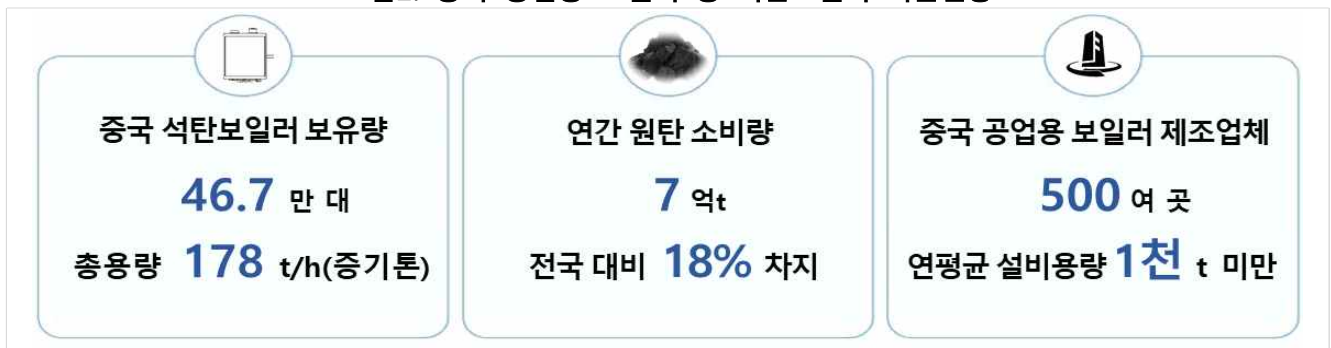 중국 석탄보일러 보유량
46.7 만 대
총용량 178 t/h(증기톤)
연간 원탄 소비량
7 억t
전국 대비 18% 차지
중국 공업용 보일러 제조업체
500 여 곳
연평균 설비용량 1천 t 미만